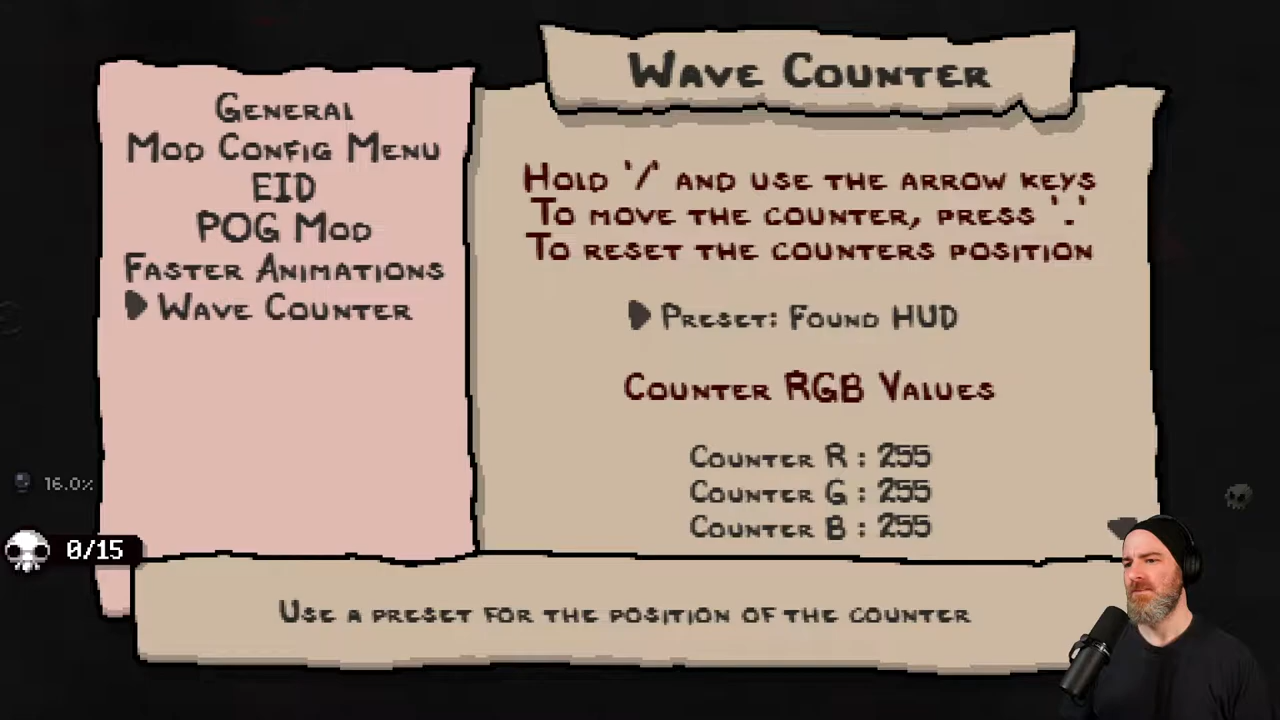 Wave Counter
General
Mod Config Menu
EID
POG Mod
Faster Animations
Wave Counter
Hold '/' and use the arrow keys
To move the counter, press '.'
To reset the counters position
Preset: Found HUD
Counter RGB Values
Counter R : 255
Counter G : 255
Counter B : 255
16.0%
0/15
Use a preset for the position of the counter